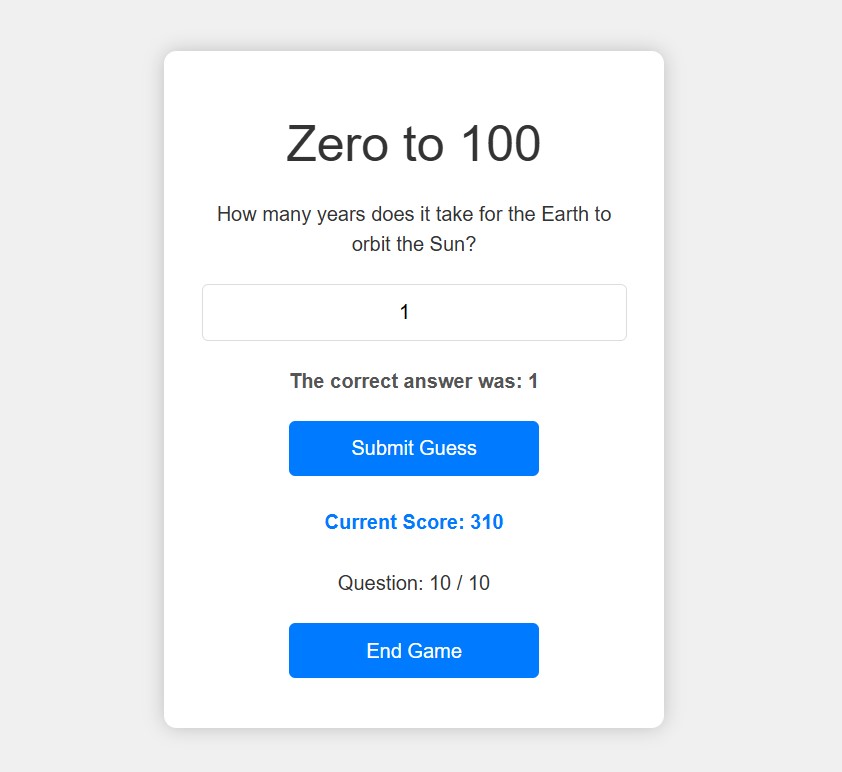 Zero to 100
How many years does it take for the Earth to
orbit the Sun?
1
The correct answer was: 1
Submit Guess
Current Score: 310
Question: 10 / 10
End Game